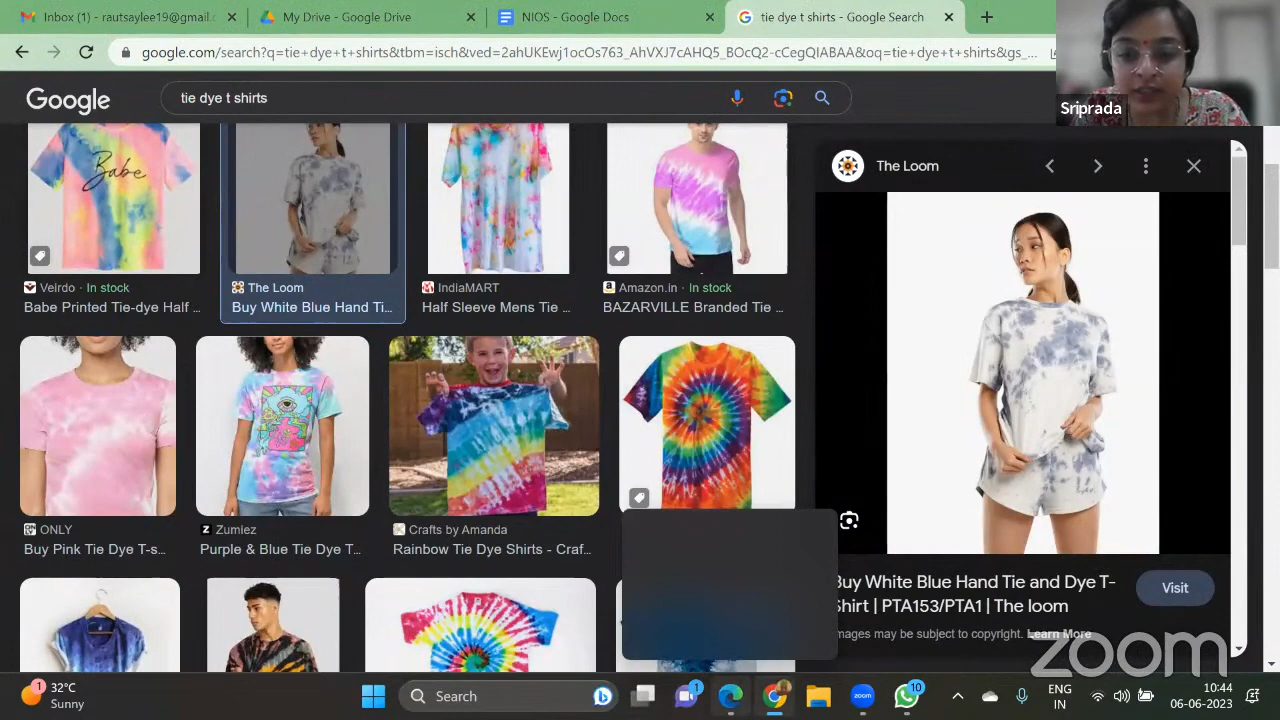 Inbox (1) - rautsaylee19@gmail.c
My Drive - Google Drive
NIOS - Google Docs
tie dye t shirts - Google Search
google.com/search?q=tie+dye+t+shirts&tbm=isch&ved=2ahUKEwj1ocOs763_AhVXJ7cAHQ5_BOcQ2-cCegQIABAA&oq=tie+dye+t+shirts&gs_...
Sriprada
Google
tie dye t shirts
The Loom
Babe
Veirdo · In stock
Babe Printed Tie-dye Half ...
The Loom
Buy White Blue Hand Ti...
IndiaMART
Half Sleeve Mens Tie ...
Amazon.in · In stock
BAZARVILLE Branded Tie ...
ONLY
Buy Pink Tie Dye T-s...
Zumiez
Purple & Blue Tie Dye T...
Crafts by Amanda
Rainbow Tie Dye Shirts - Craf...
Buy White Blue Hand Tie and Dye T-
Shirt | PTA153/PTA1 | The loom
Visit
Images may be subject to copyright. Learn More
zoom
1
32°C
Sunny
Search
1
zoom
10
ENG
IN
10:44
06-06-2023